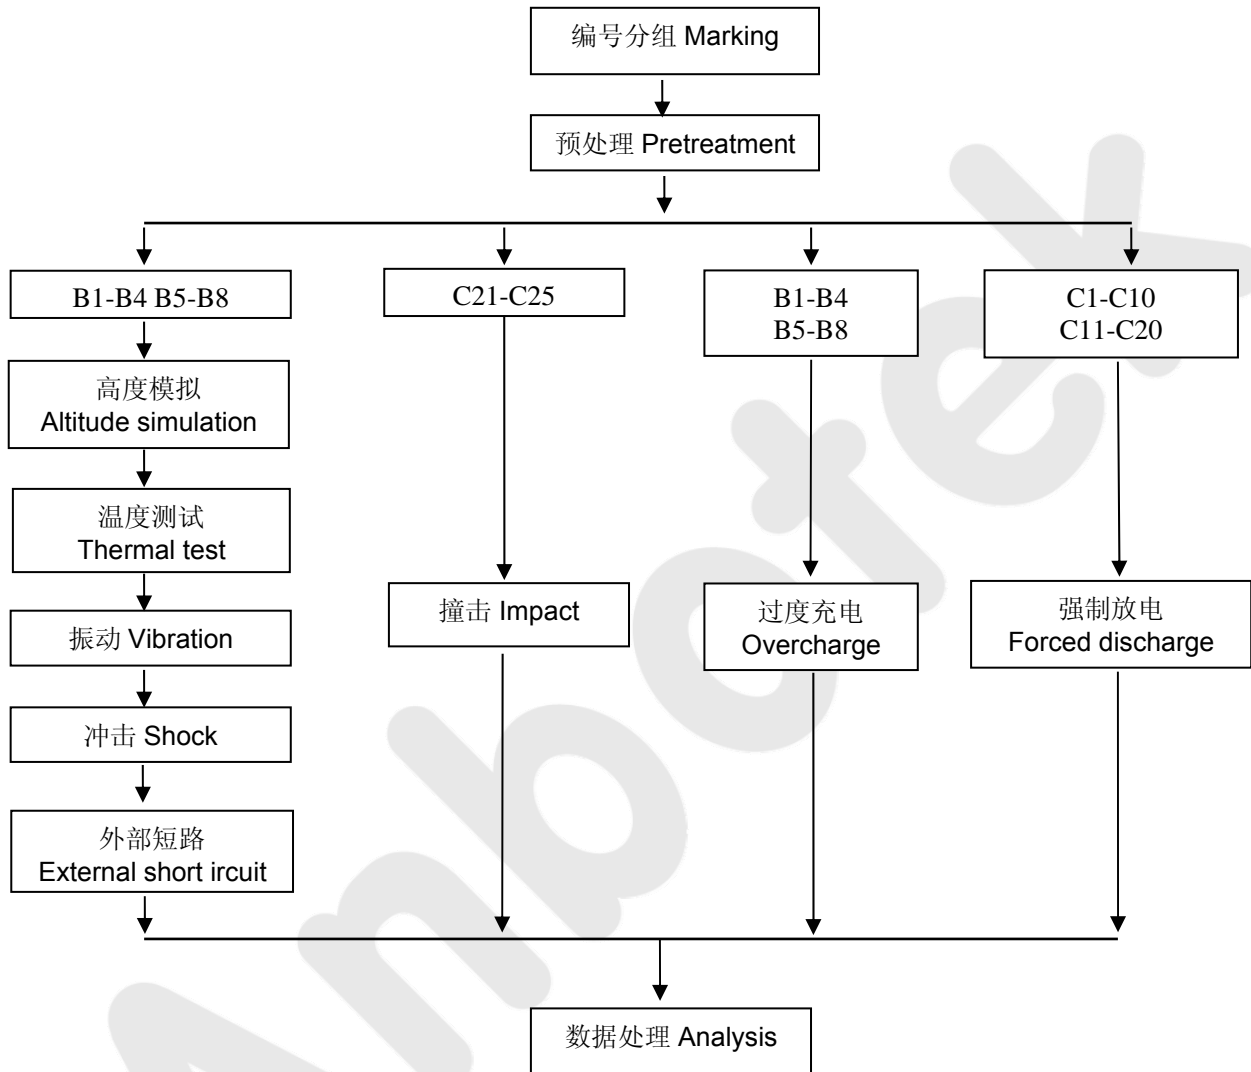 编号分组 Marking
预处理 Pretreatment
B1-B4 B5-B8
C21-C25
B1-B4
B5-B8
C1-C10
C11-C20
高度模拟
Altitude simulation
温度测试
Thermal test
振动 Vibration
冲击 Shock
外部短路
External short ircuit
撞击 Impact
过度充电
Overcharge
强制放电
Forced discharge
数据处理 Analysis
Anbotek